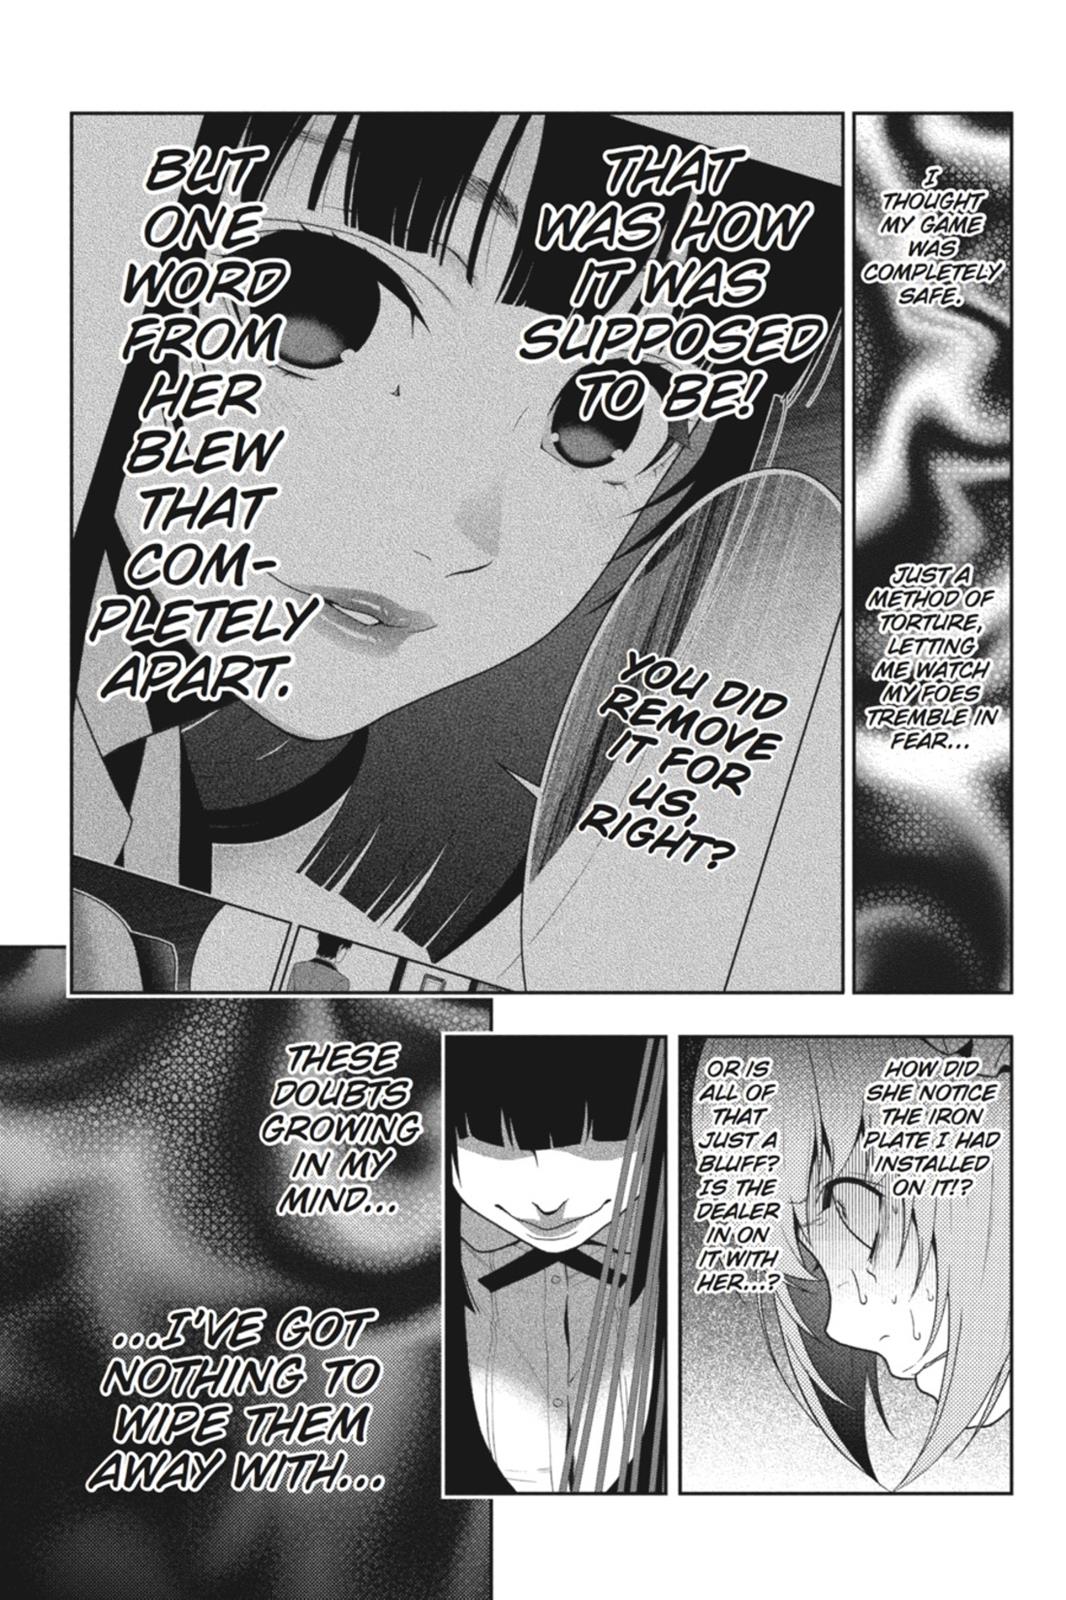 I
THOUGHT
MY GAME
WAS
COMPLETELY
SAFE.
JUST A
METHOD OF
TORTURE,
LETTING
ME WATCH
MY FOES
TREMBLE IN
FEAR...
THAT
WAS HOW
IT WAS
SUPPOSED
TO BE!
YOU DID
REMOVE
IT FOR
US,
RIGHT?
BUT
ONE
WORD
FROM
HER
BLEW
THAT
COM-
PLETELY
APART.
HOW DID
SHE NOTICE
THE IRON
PLATE I HAD
INSTALLED
ON IT!?
OR IS
ALL OF
THAT
JUST A
BLUFF?
IS THE
DEALER
IN ON
IT WITH
HER...?
THESE
DOUBTS
GROWING
IN MY
MIND...
...I'VE GOT
NOTHING TO
WIPE THEM
AWAY WITH...